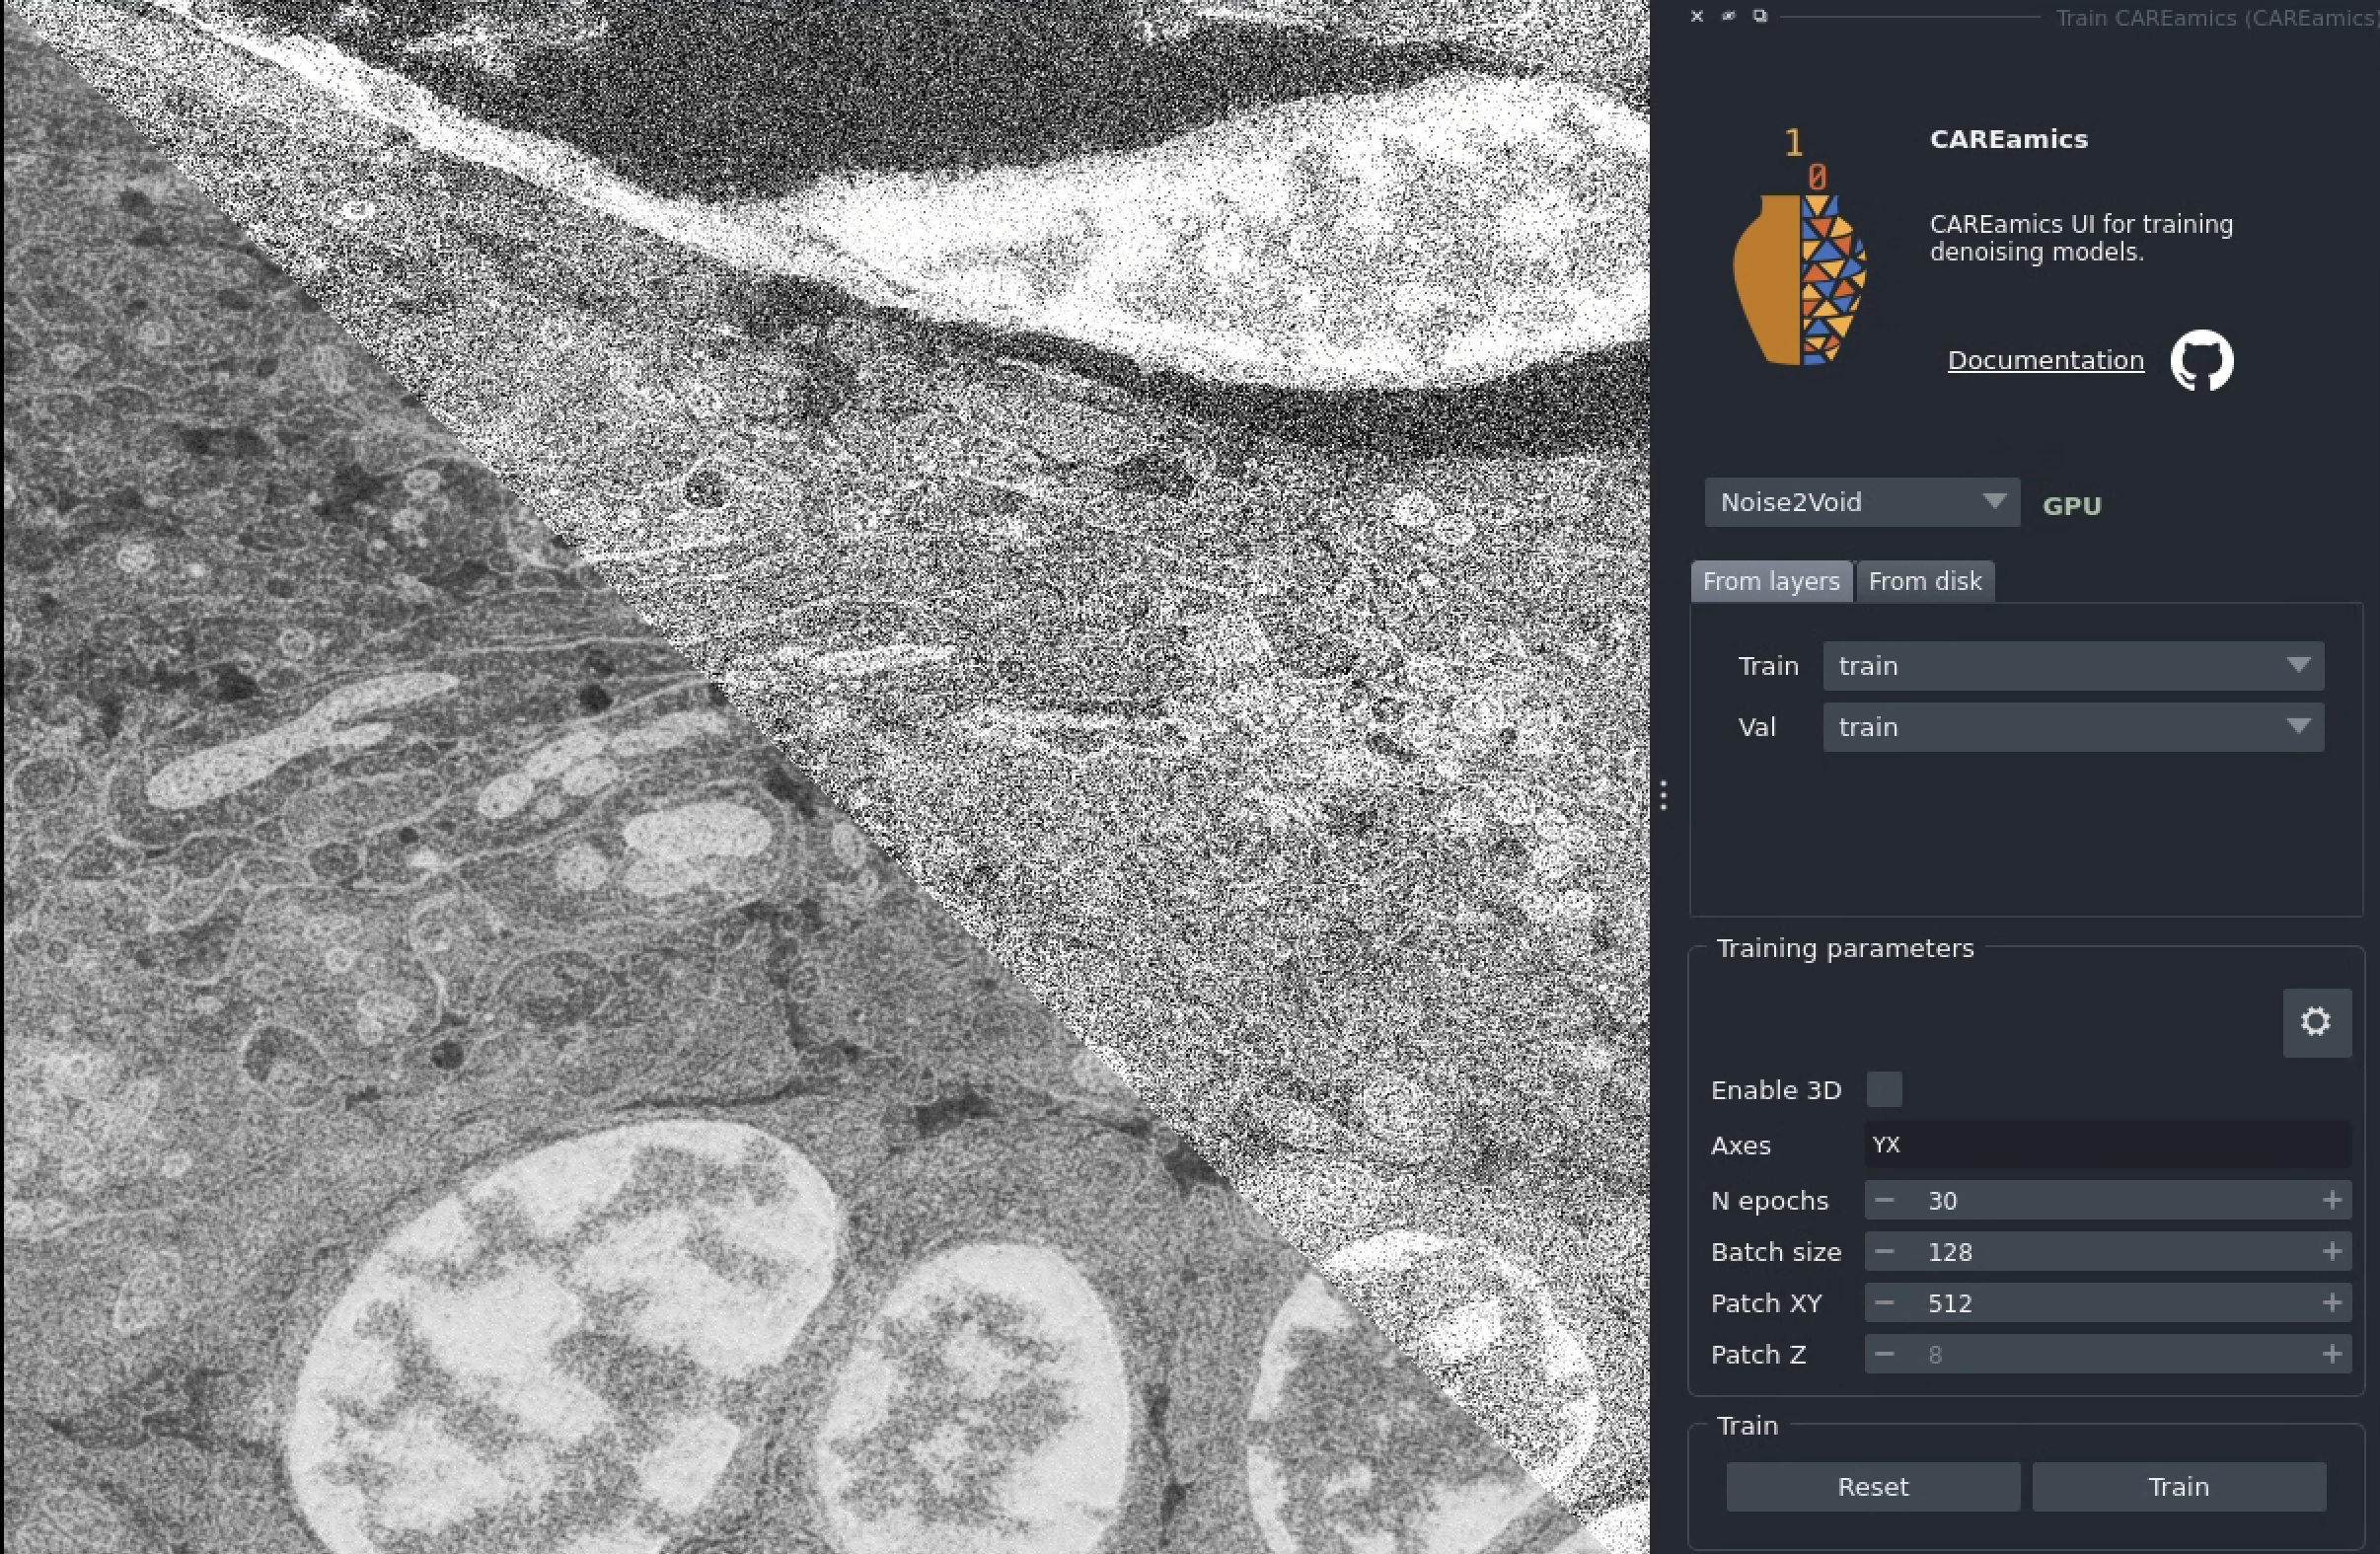 Train CAREamics (CAREamics)
1
0
CAREamics
CAREamics UI for training
denoising models.
Documentation
Noise2Void
GPU
From layers From disk
Train train
Val train
Training parameters
Enable 3D
Axes YX
N epochs 30
Batch size 128
Patch XY 512
Patch Z 8
Train
Reset Train